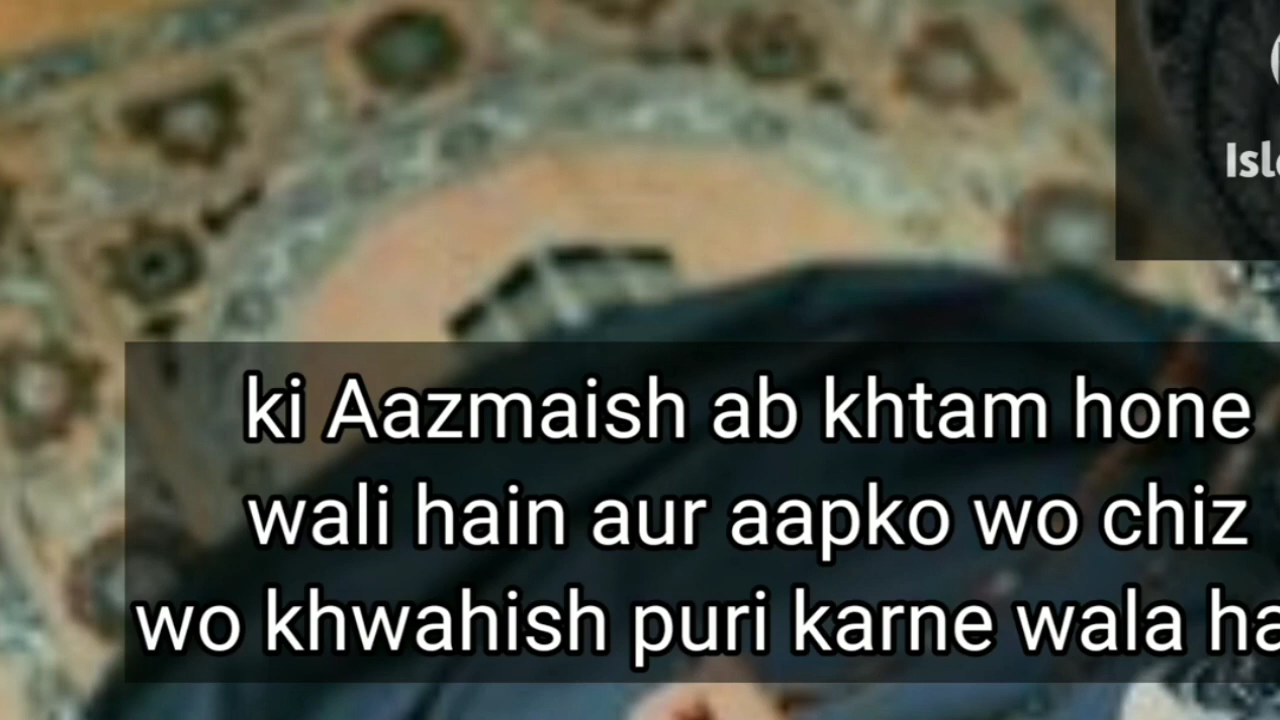 ki Aazmaish ab khtam hone
wali hain aur aapko wo chiz
wo khwahish puri karne wala